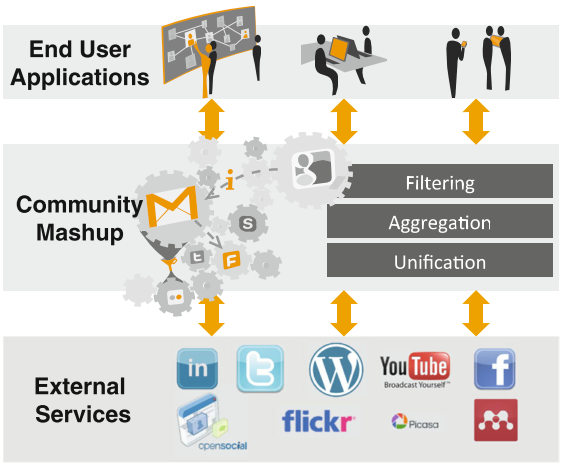 End User
Applications
Community
Mashup
i
S
t
F
Filtering
Aggregation
Unification
External
Services
in
t
W
YouTube
Broadcast Yourself™
f
opensocial
flickr
Picasa